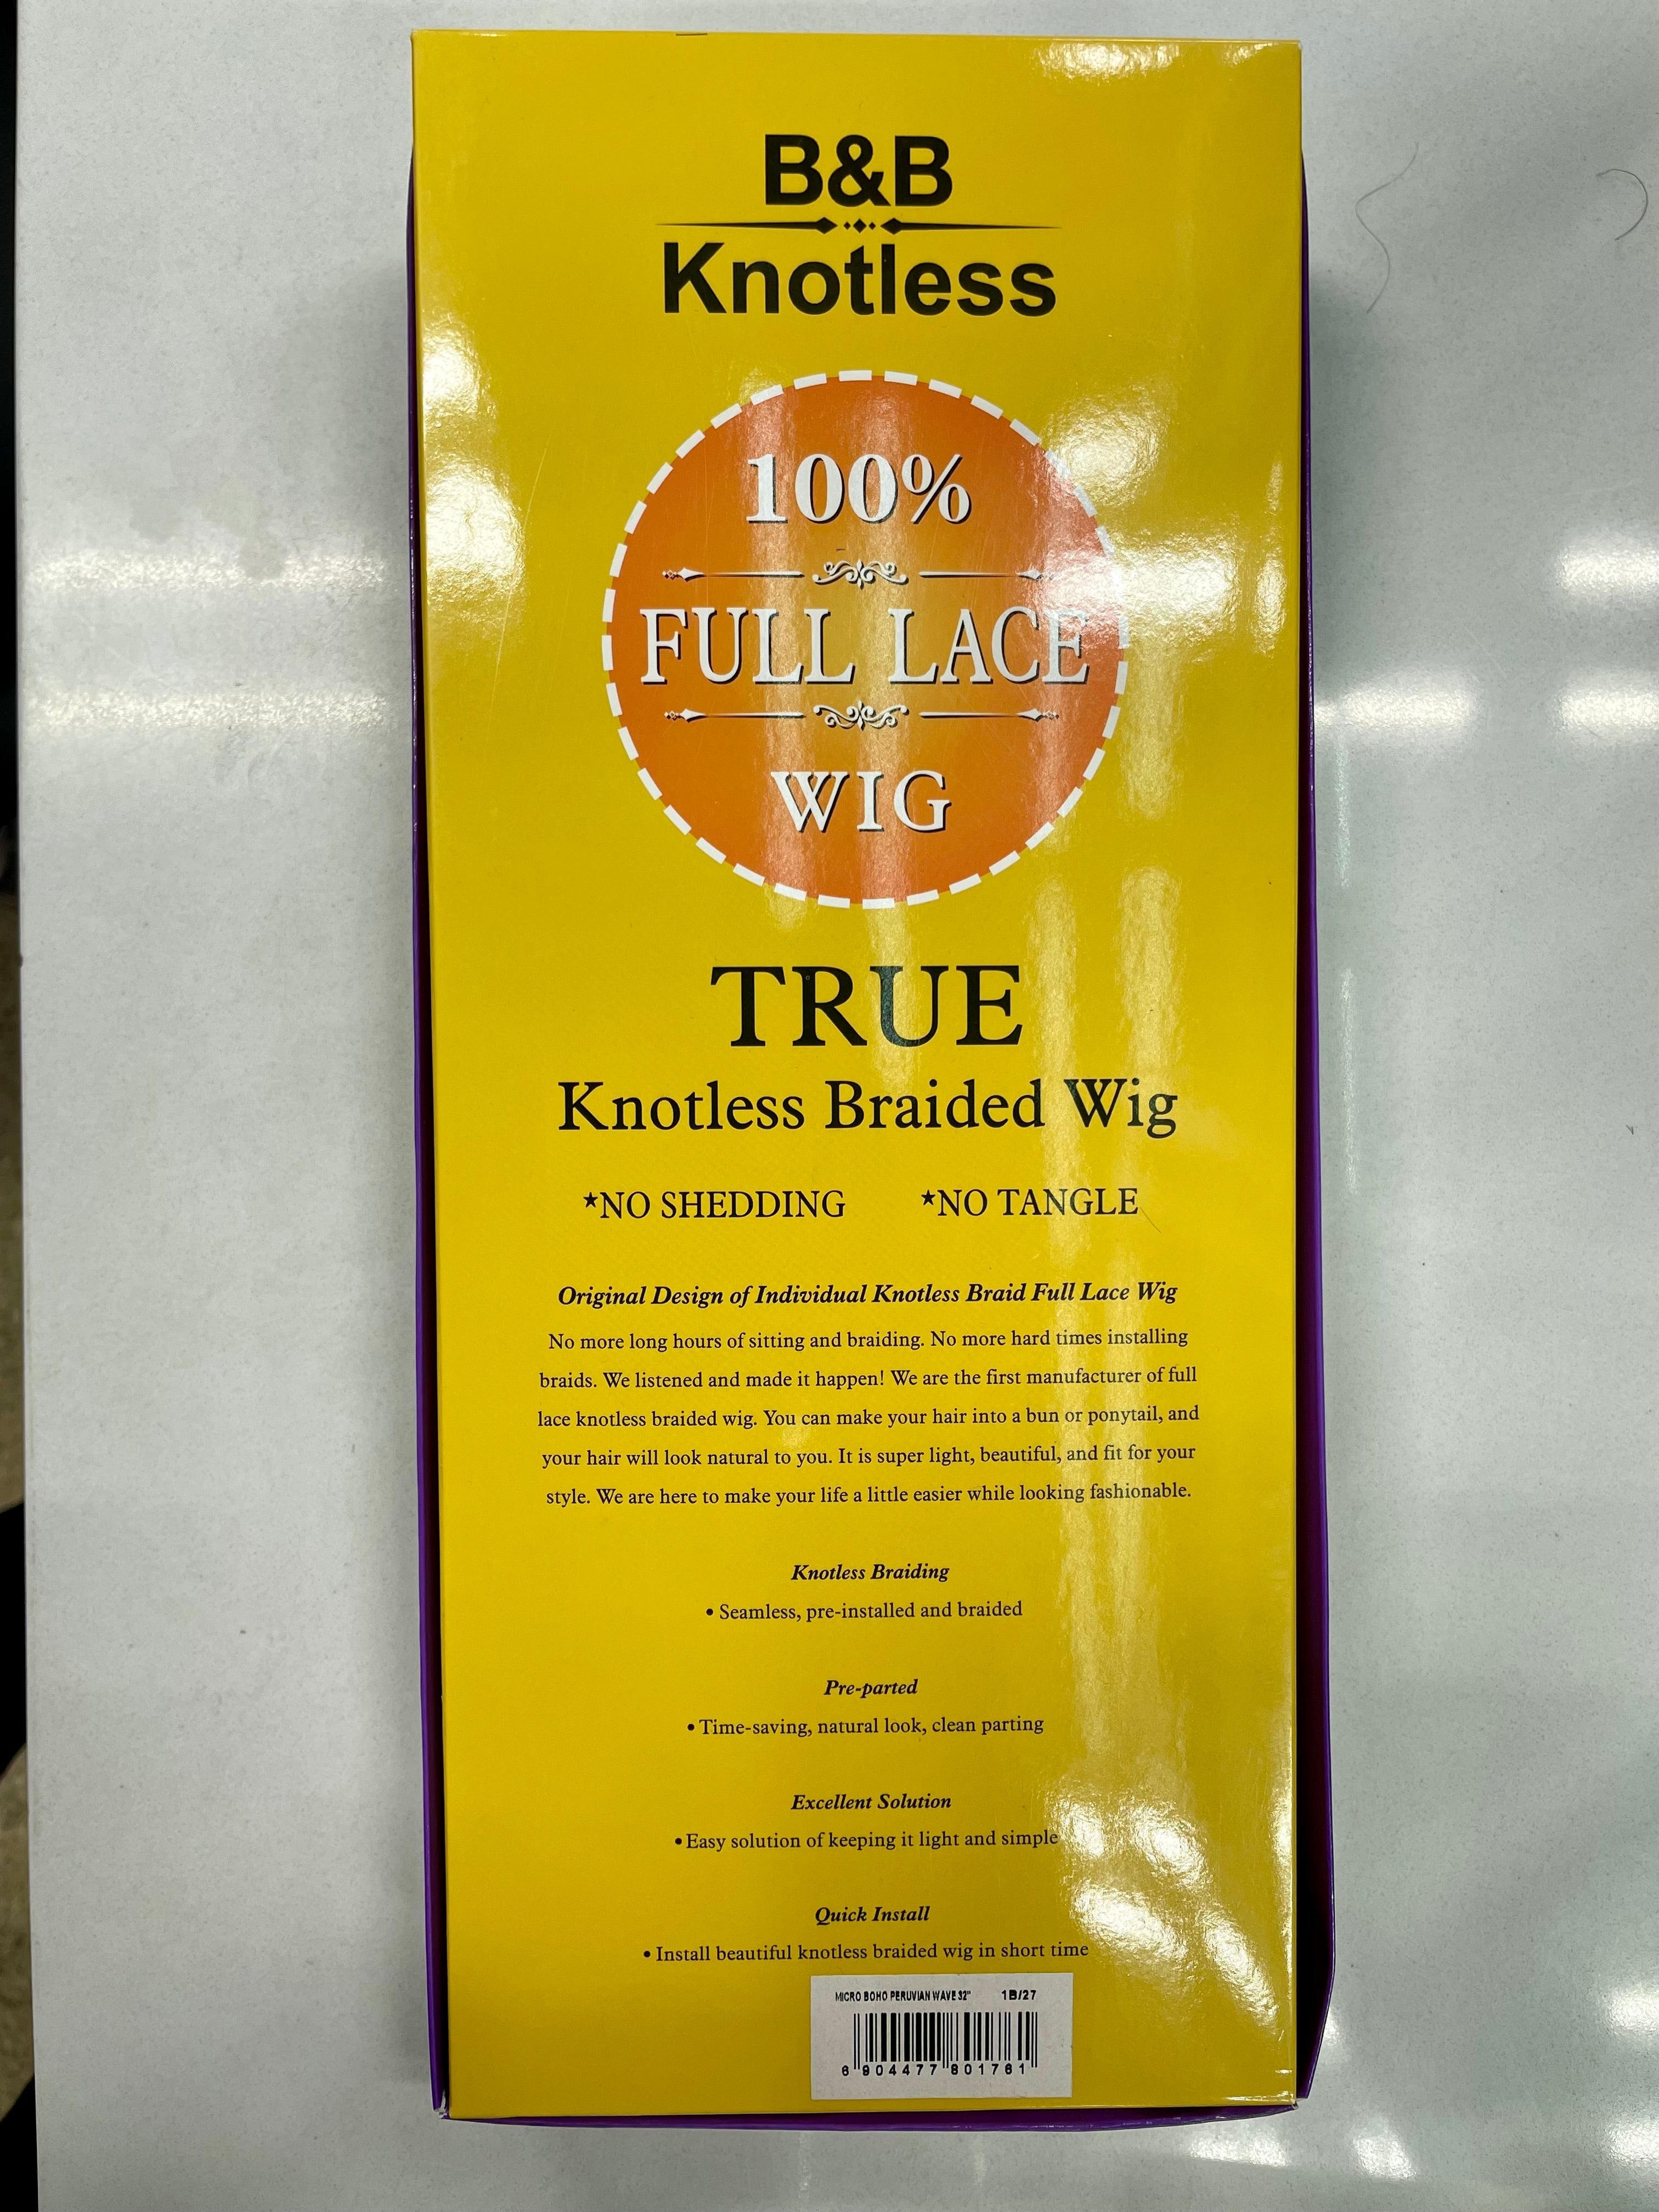 B&B
Knotless
100%
FULL LACE
WIG
TRUE
Knotless Braided Wig
*NO SHEDDING *NO TANGLE
Original Design of Individual Knotless Braid Full Lace Wig
No more long hours of sitting and braiding. No more hard times installing
braids. We listened and made it happen! We are the first manufacturer of full
lace knotless braided wig. You can make your hair into a bun or ponytail, and
your hair will look natural to you. It is super light, beautiful, and fit for your
style. We are here to make your life a little easier while looking fashionable.
Knotless Braiding
• Seamless, pre-installed and braided
Pre-parted
• Time-saving, natural look, clean parting
Excellent Solution
• Easy solution of keeping it light and simple
Quick Install
• Install beautiful knotless braided wig in short time
MICRO BOHO PERUVIAN WAVE 32" 1B/27
6 904477 801761